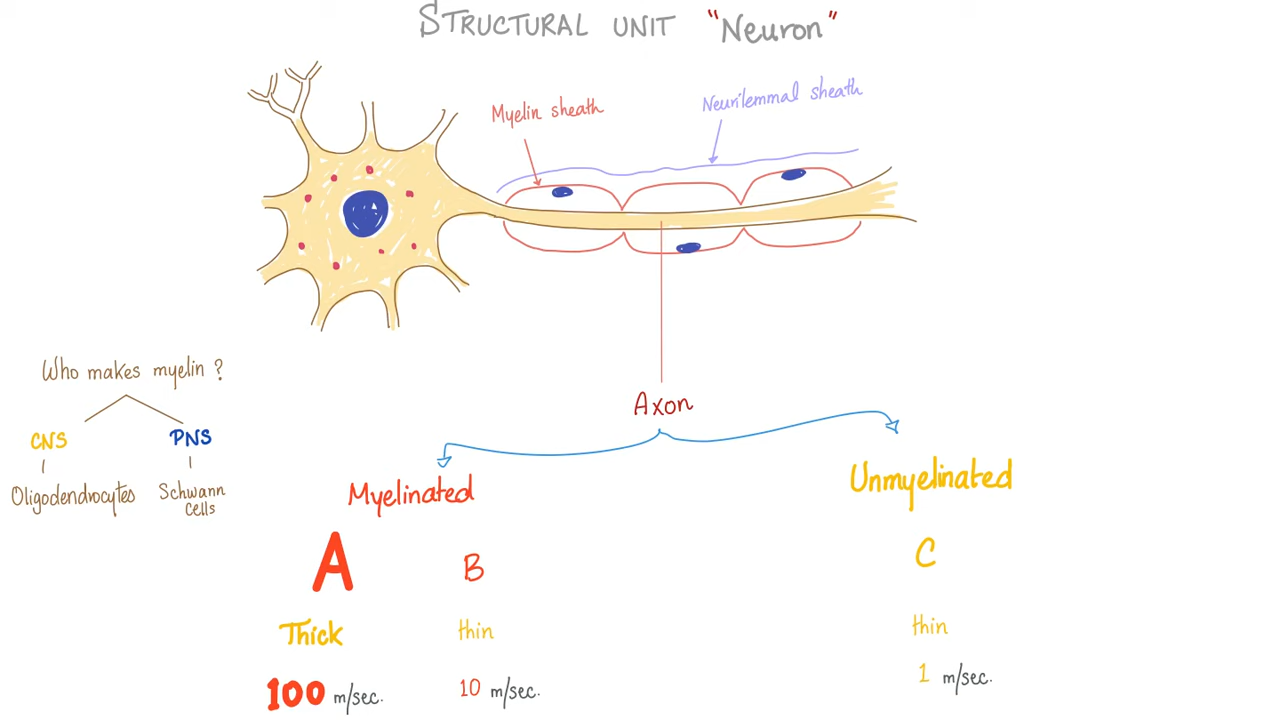 STRUCTURAL UNIT "Neuron"
Myelin sheath
Neurilemmal sheath
Who makes myelin ?
CNS
PNS
Oligodendrocytes
Schwann
cells
Axon
Myelinated
Unmyelinated
A
B
C
Thick
thin
thin
100 m/sec.
10 m/sec.
1 m/sec.